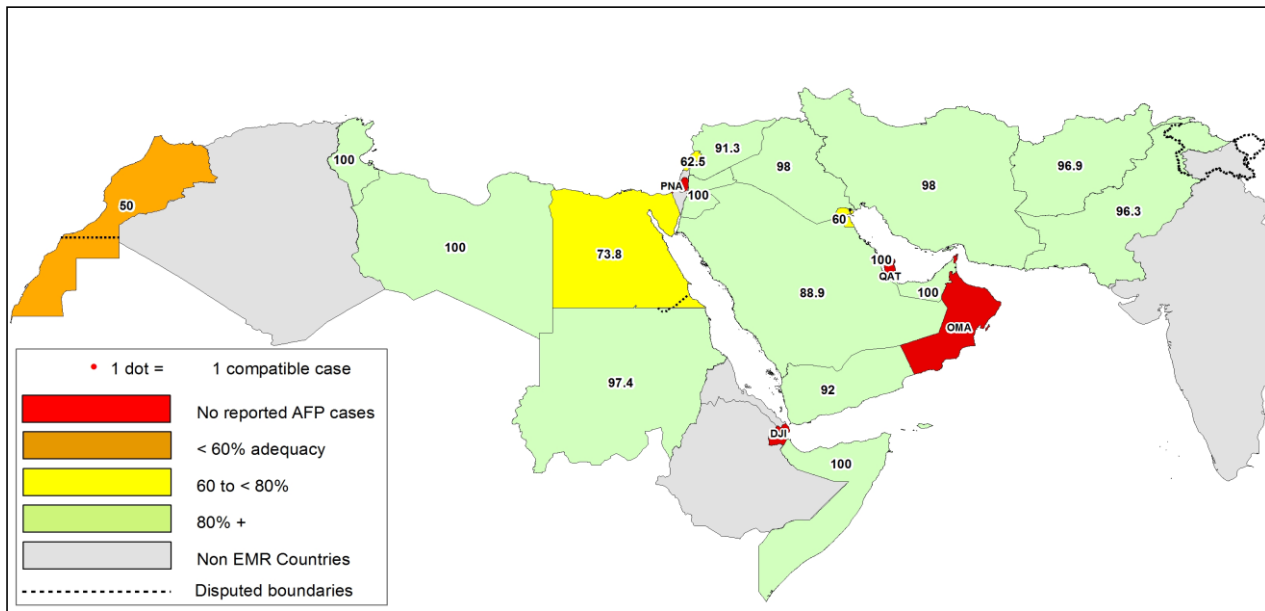 100
91.3
62.5
98
96.9
PNA
100
98
50
96.3
60
100
73.8
100
QAT
88.9
100
OMA
97.4
92
DJI
100
1 dot = 1 compatible case
No reported AFP cases
< 60% adequacy
60 to < 80%
80% +
Non EMR Countries
Disputed boundaries